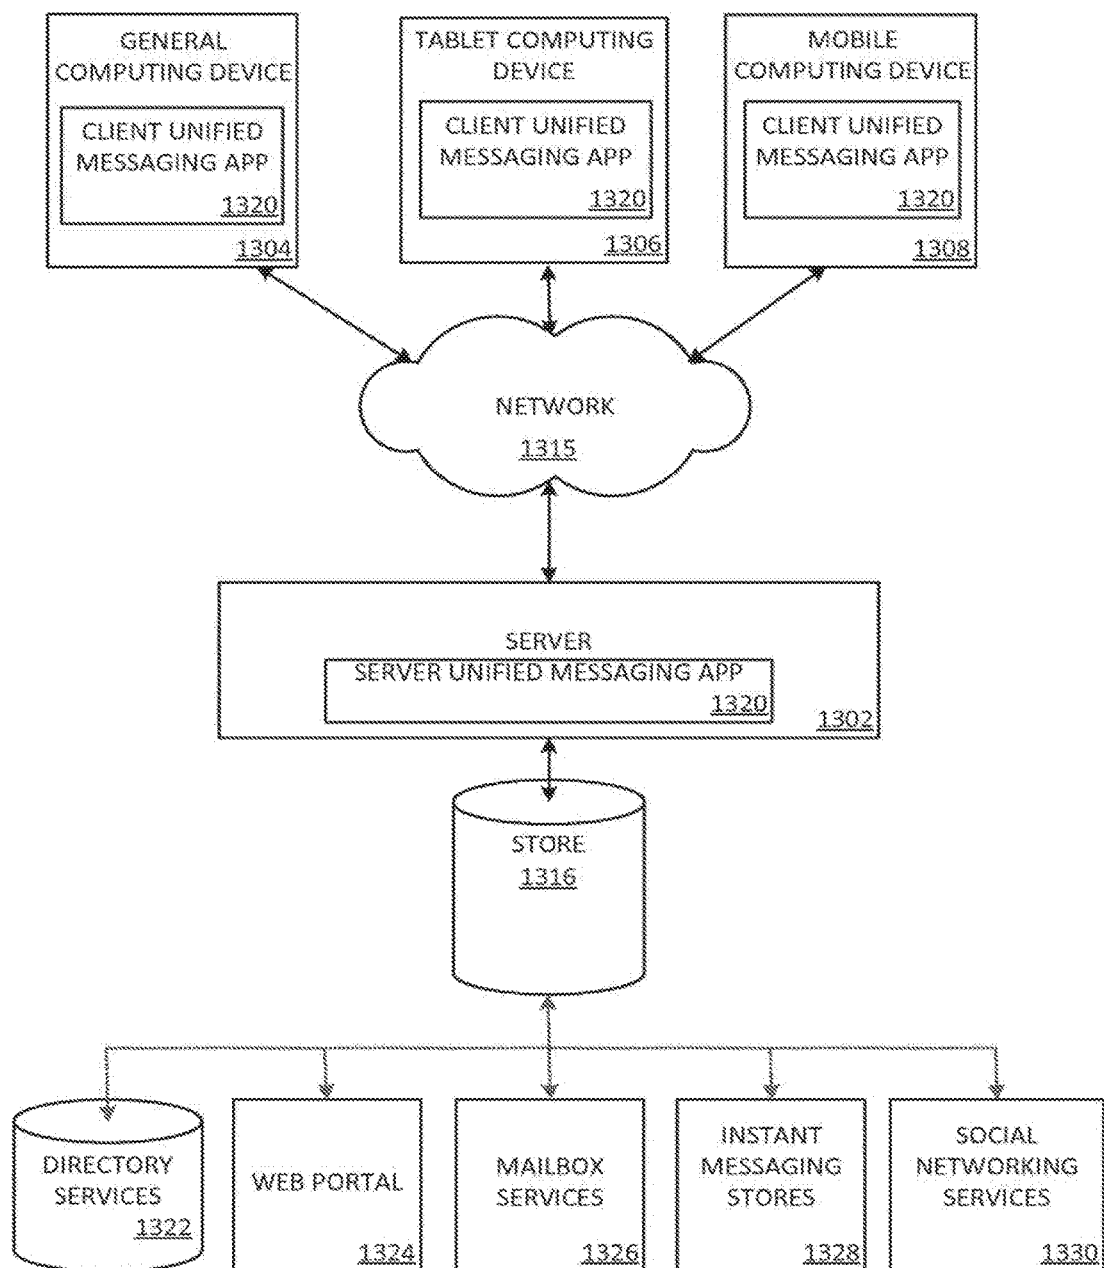 GENERAL
COMPUTING DEVICE
CLIENT UNIFIED
MESSAGING APP
1320
1304
TABLET COMPUTING
DEVICE
CLIENT UNIFIED
MESSAGING APP
1320
1306
MOBILE
COMPUTING DEVICE
CLIENT UNIFIED
MESSAGING APP
1320
1308
NETWORK
1315
SERVER
SERVER UNIFIED MESSAGING APP
1320
1302
STORE
1316
DIRECTORY
SERVICES
1322
WEB PORTAL
1324
MAILBOX
SERVICES
1326
INSTANT
MESSAGING
STORES
1328
SOCIAL
NETWORKING
SERVICES
1330